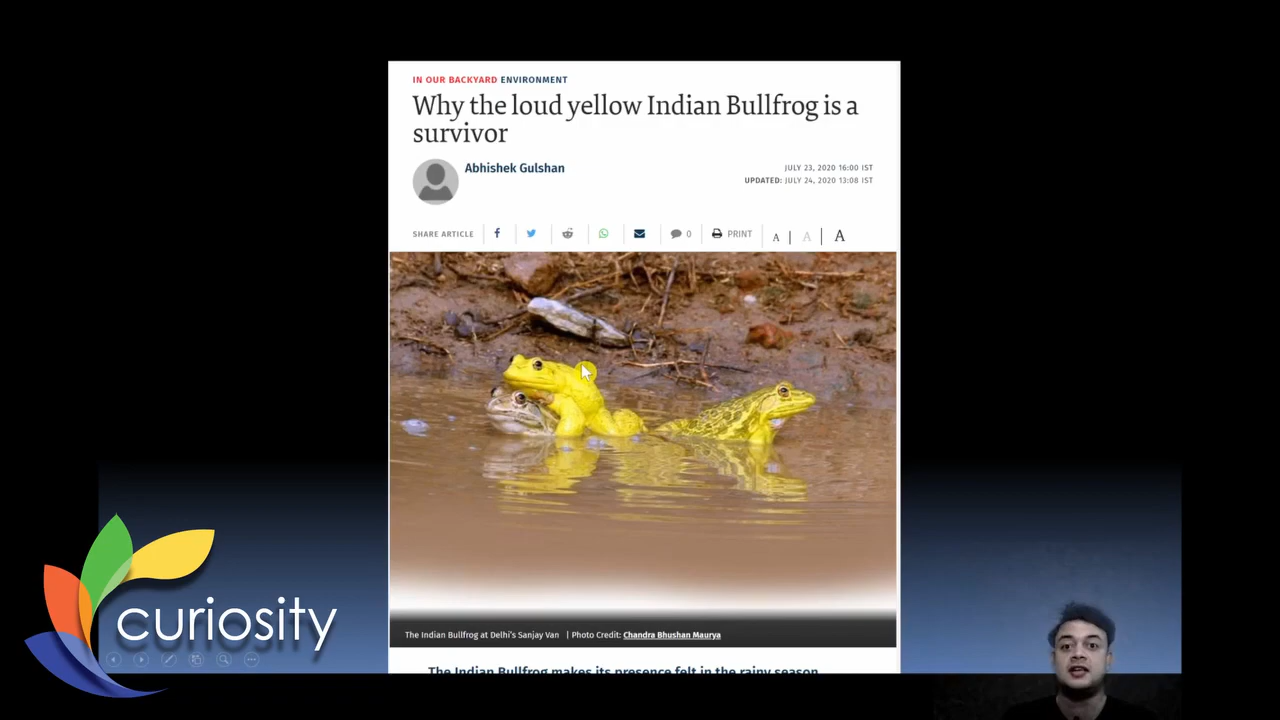 IN OUR BACKYARD ENVIRONMENT
Why the loud yellow Indian Bullfrog is a
survivor
Abhishek Gulshan
JULY 23, 2020 16:00 IST
UPDATED: JULY 24, 2020 13:08 IST
SHARE ARTICLE
0
PRINT
A | A | A
The Indian Bullfrog at Delhi's Sanjay Van | Photo Credit: Chandra Bhushan Maurya
The Indian Bullfrog makes its presence felt in the rainy season
curiosity